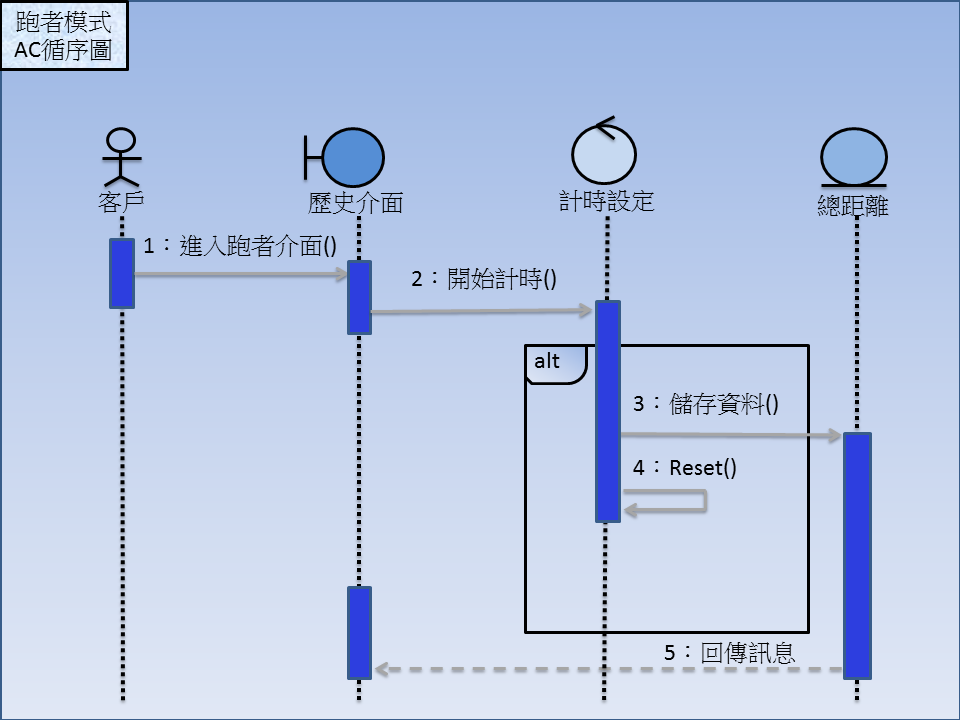 跑者模式
AC循序圖
客戶
歷史介面
計時設定
總距離
1：進入跑者介面()
2：開始計時()
alt
3：儲存資料()
4：Reset()
5：回傳訊息